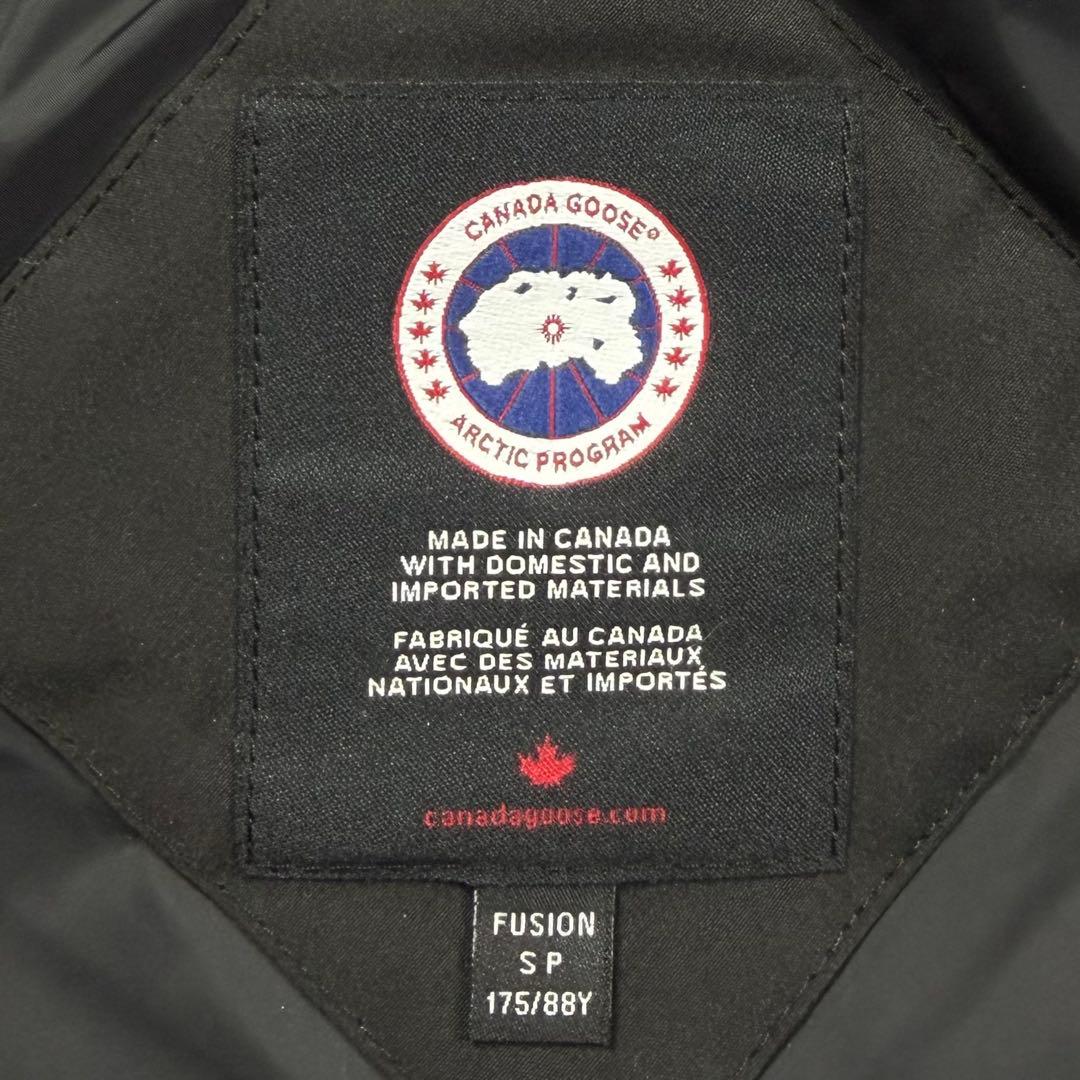 CANADA GOOSE®
ARCTIC PROGRAM
MADE IN CANADA
WITH DOMESTIC AND
IMPORTED MATERIALS
FABRIQUÉ AU CANADA
AVEC DES MATERIAUX
NATIONAUX ET IMPORTÉS
canadagoose.com
FUSION
S P
175/88Y